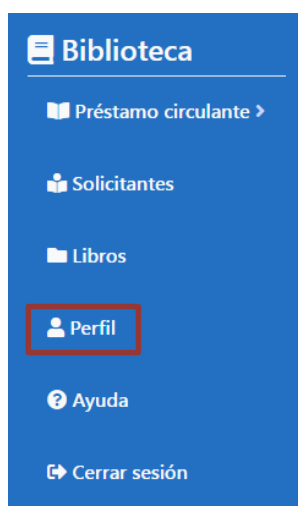 Biblioteca
Préstamo circulante >
Solicitantes
Libros
Perfil
Ayuda
Cerrar sesión